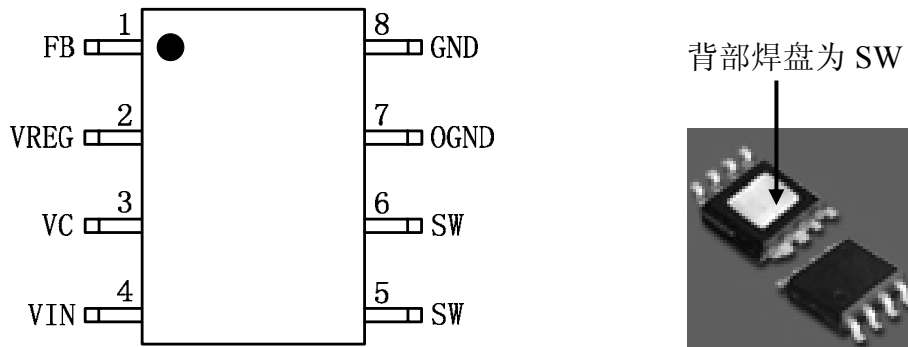 FB 1 8 GND
背部焊盘为 SW
VREG 2 7 OGND
VC 3 6 SW
VIN 4 5 SW